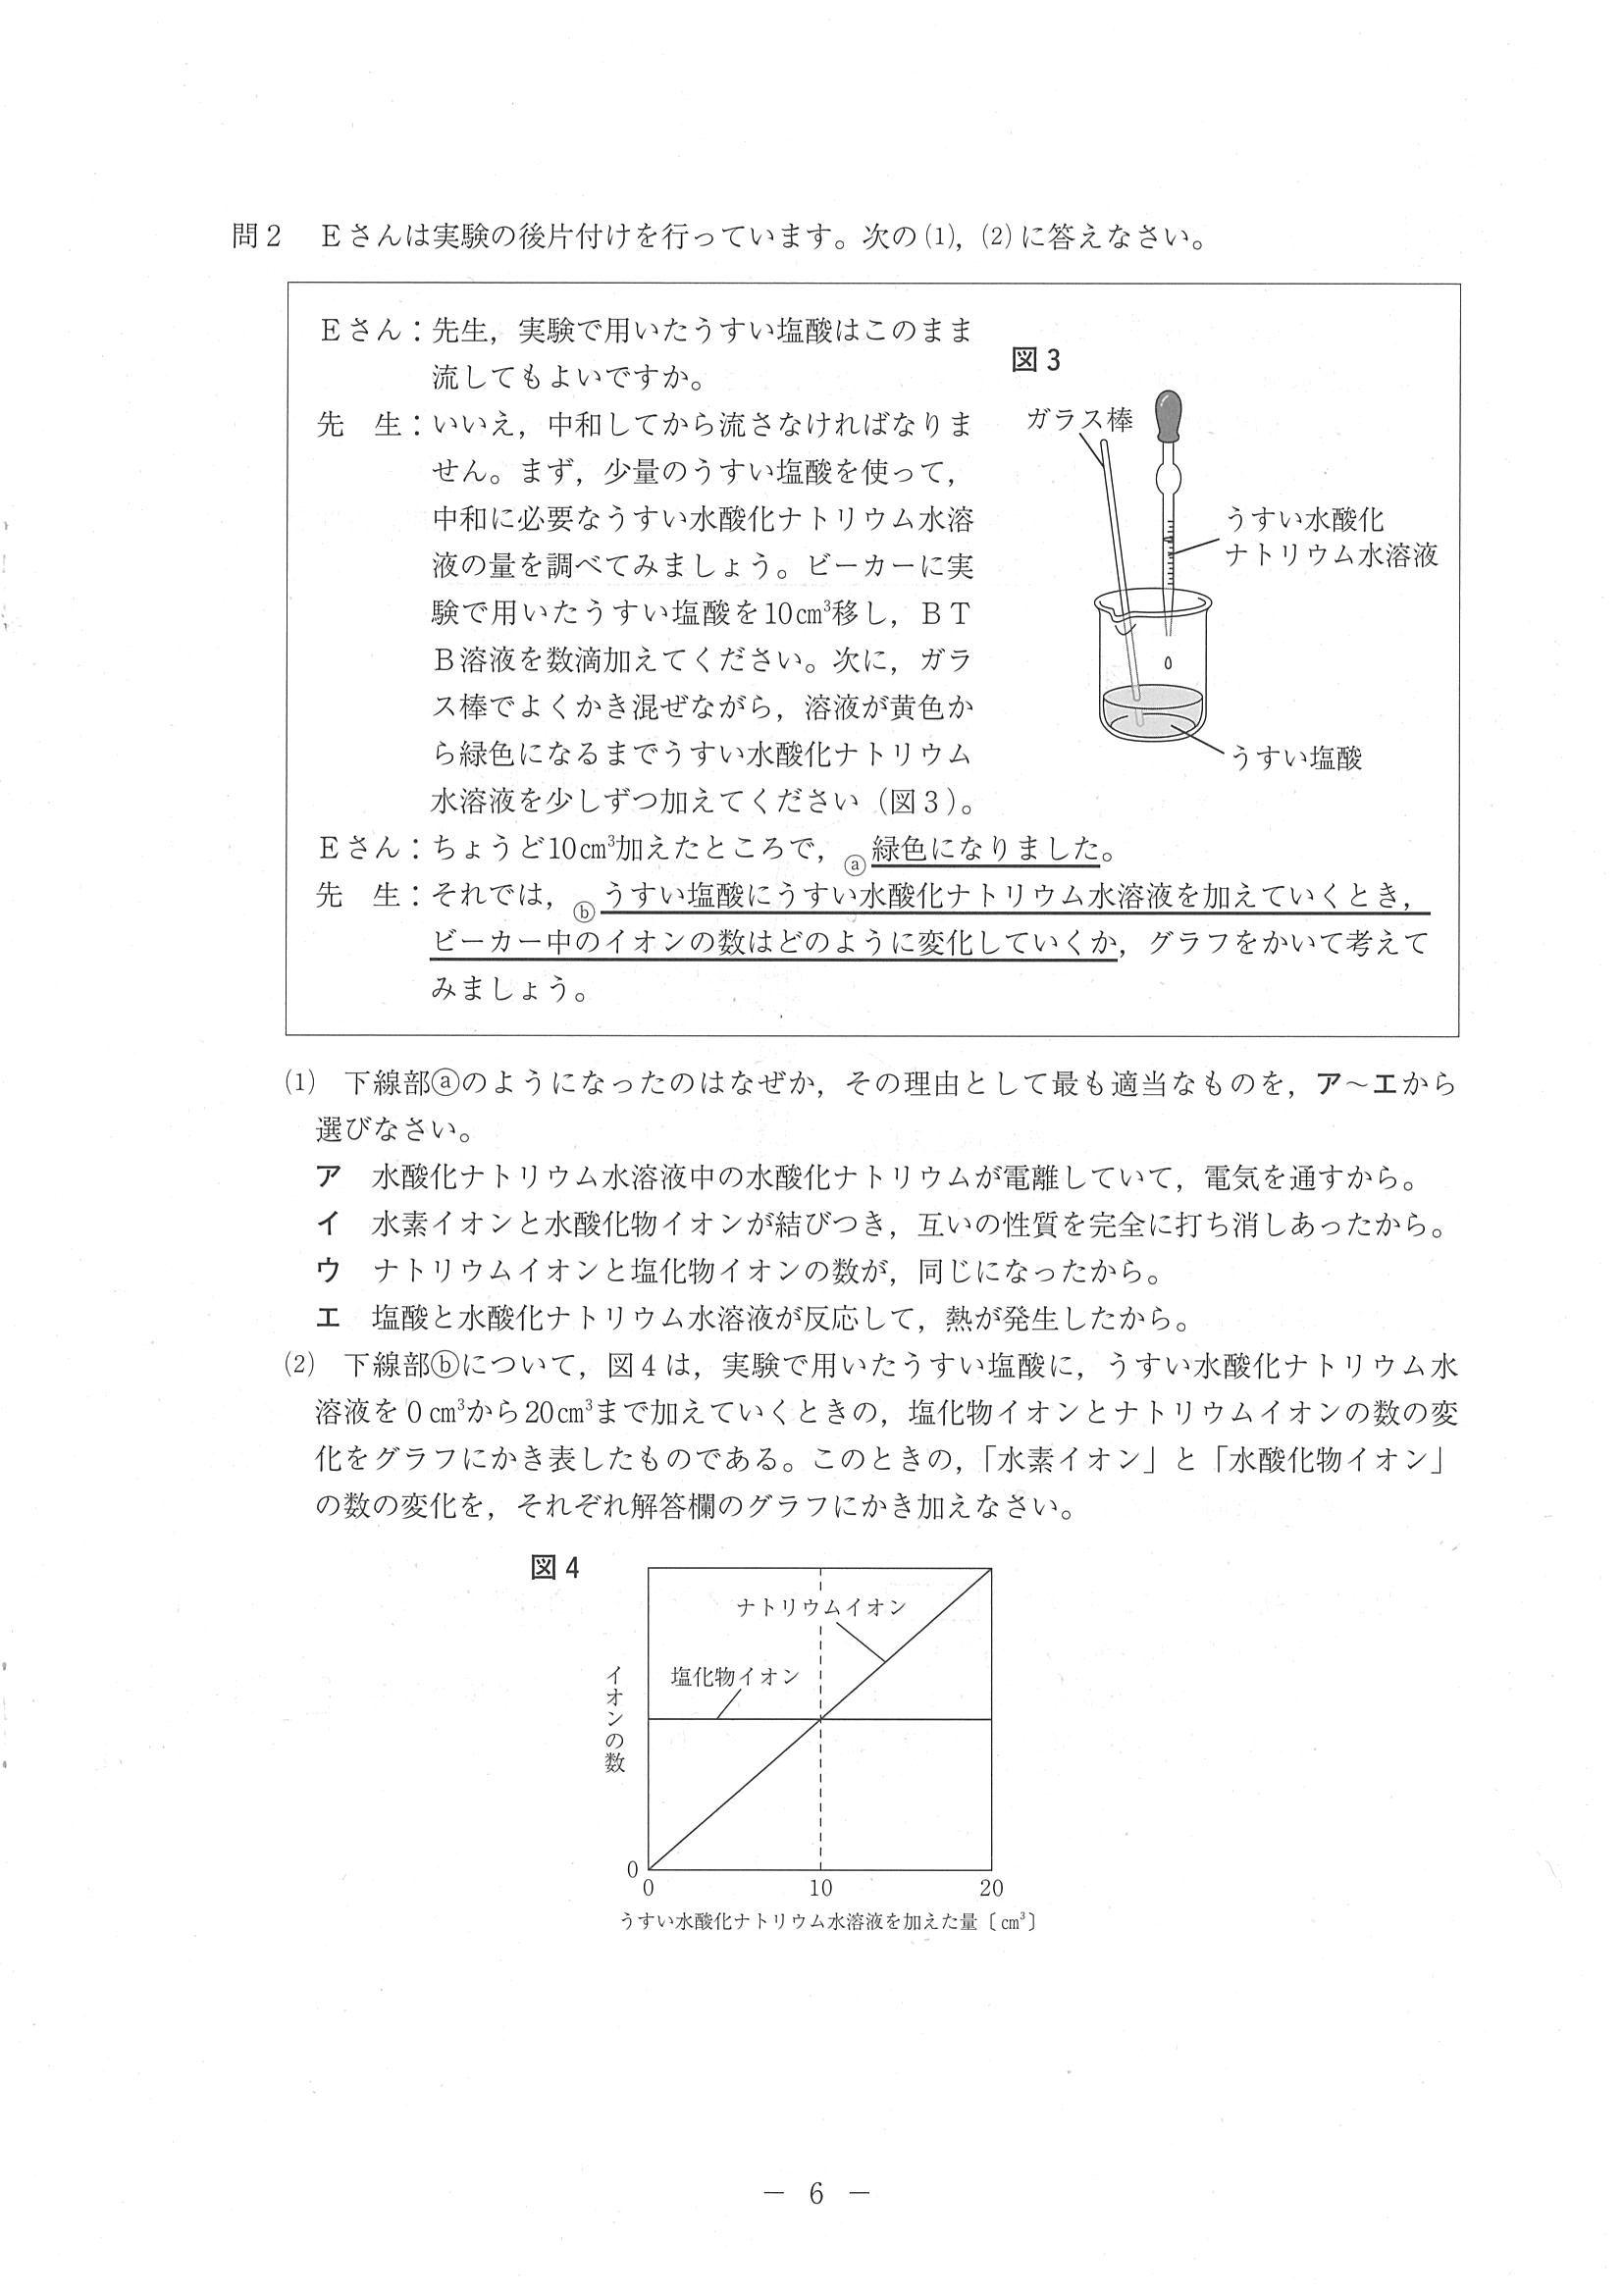 問2 Eさんは実験の後片付けを行っています。次の(1),(2)に答えなさい。
Eさん:先生，実験で用いたうすい塩酸はこのまま
流してもよいですか。
先　生:いいえ，中和してから流さなければなりま
せん。まず，少量のうすい塩酸を使って，
中和に必要なうすい水酸化ナトリウム水溶
液の量を調べてみましょう。ビーカーに実
験で用いたうすい塩酸を10㎤移し，ＢＴ
Ｂ溶液を数滴加えてください。次に，ガラ
ス棒でよくかき混ぜながら，溶液が黄色か
ら緑色になるまでうすい水酸化ナトリウム
水溶液を少しずつ加えてください（図3）。
図3
ガラス棒
うすい水酸化
ナトリウム水溶液
うすい塩酸
Eさん:ちょうど10㎤加えたところで，ⓐ緑色になりました。
先　生:それでは，ⓑうすい塩酸にうすい水酸化ナトリウム水溶液を加えていくとき，
ビーカー中のイオンの数はどのように変化していくか，グラフをかいて考えて
みましょう。
(1) 下線部ⓐのようになったのはなぜか，その理由として最も適当なものを，ア～エから
選びなさい。
ア 水酸化ナトリウム水溶液中の水酸化ナトリウムが電離していて，電気を通すから。
イ 水素イオンと水酸化物イオンが結びつき，互いの性質を完全に打ち消しあったから。
ウ ナトリウムイオンと塩化物イオンの数が，同じになったから。
エ 塩酸と水酸化ナトリウム水溶液が反応して，熱が発生したから。
(2) 下線部ⓑについて，図4は，実験で用いたうすい塩酸に，うすい水酸化ナトリウム水
溶液を0㎤から20㎤まで加えていくときの，塩化物イオンとナトリウムイオンの数の変
化をグラフにかき表したものである。このときの，「水素イオン」と「水酸化物イオン」
の数の変化を，それぞれ解答欄のグラフにかき加えなさい。
図4
ナトリウムイオン
塩化物イオン
イオンの数
0
0 10 20
うすい水酸化ナトリウム水溶液を加えた量〔㎤〕
－ 6 －